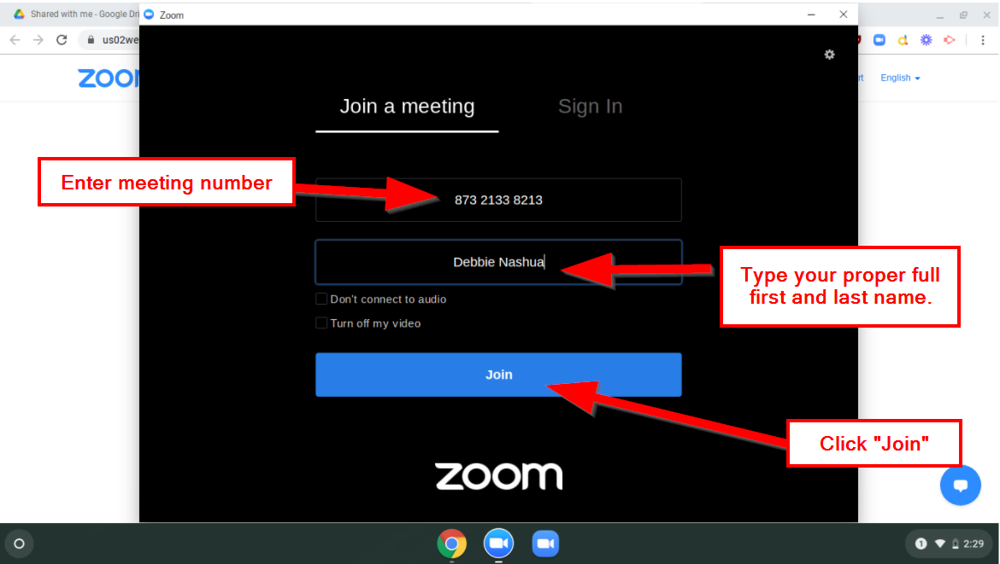 Shared with me - Google Dri
Zoom
us02we
zoom
rt
English
Join a meeting
Sign In
Enter meeting number
873 2133 8213
Debbie Nashua
Type your proper full
first and last name.
Don't connect to audio
Turn off my video
Join
Click "Join"
zoom
1
2:29